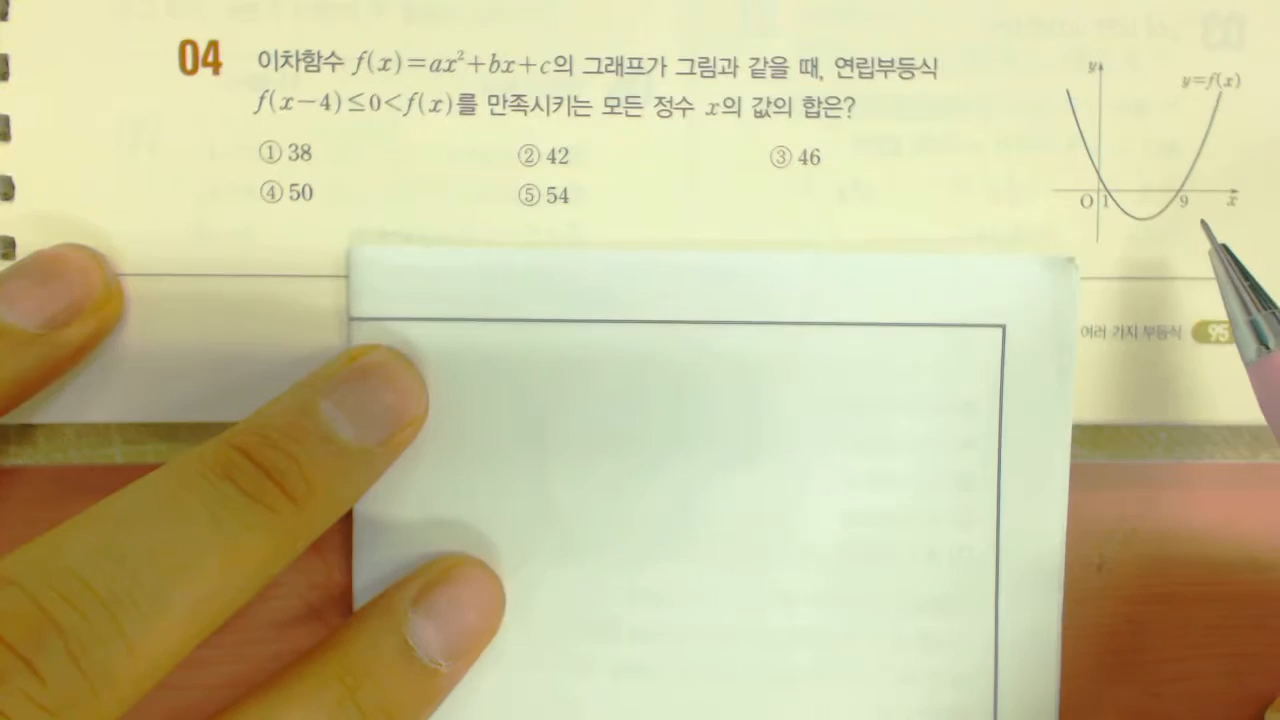 04 이차함수 f(x)=ax²+bx+c의 그래프가 그림과 같을 때, 연립부등식
f(x-4)≤0<f(x)를 만족시키는 모든 정수 x의 값의 합은?
① 38 ② 42 ③ 46
④ 50 ⑤ 54
y
y=f(x)
O 1 9 x
여러 가지 부등식 95